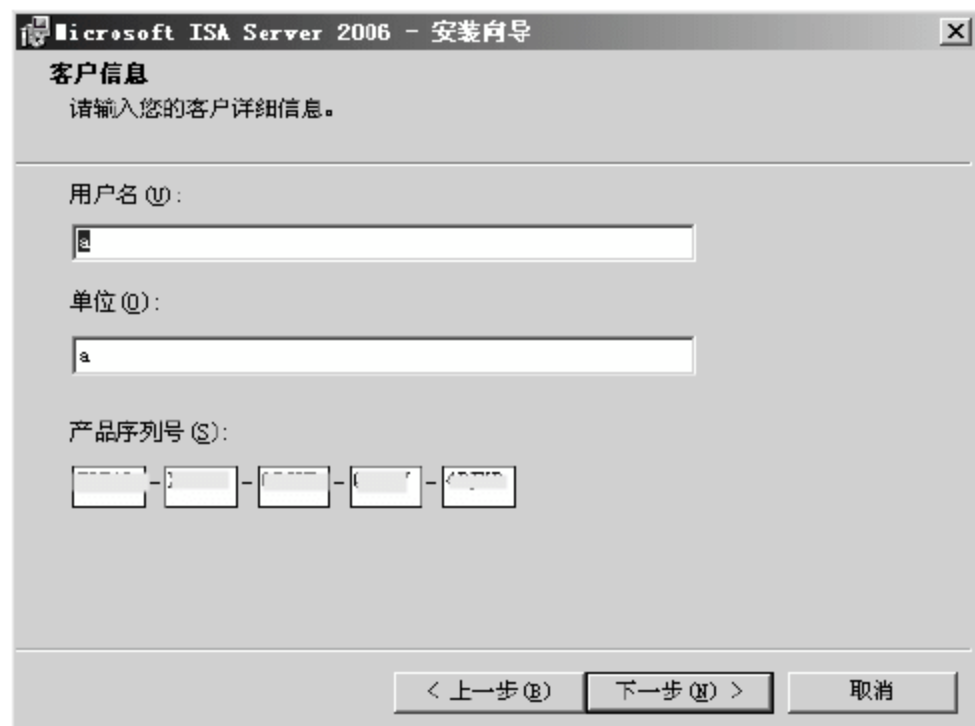 Microsoft ISA Server 2006 - 安装向导
客户信息
请输入您的客户详细信息。
用户名(U):
a
单位(O):
a
产品序列号(S):
- - - -
< 上一步(B) 下一步(N) > 取消